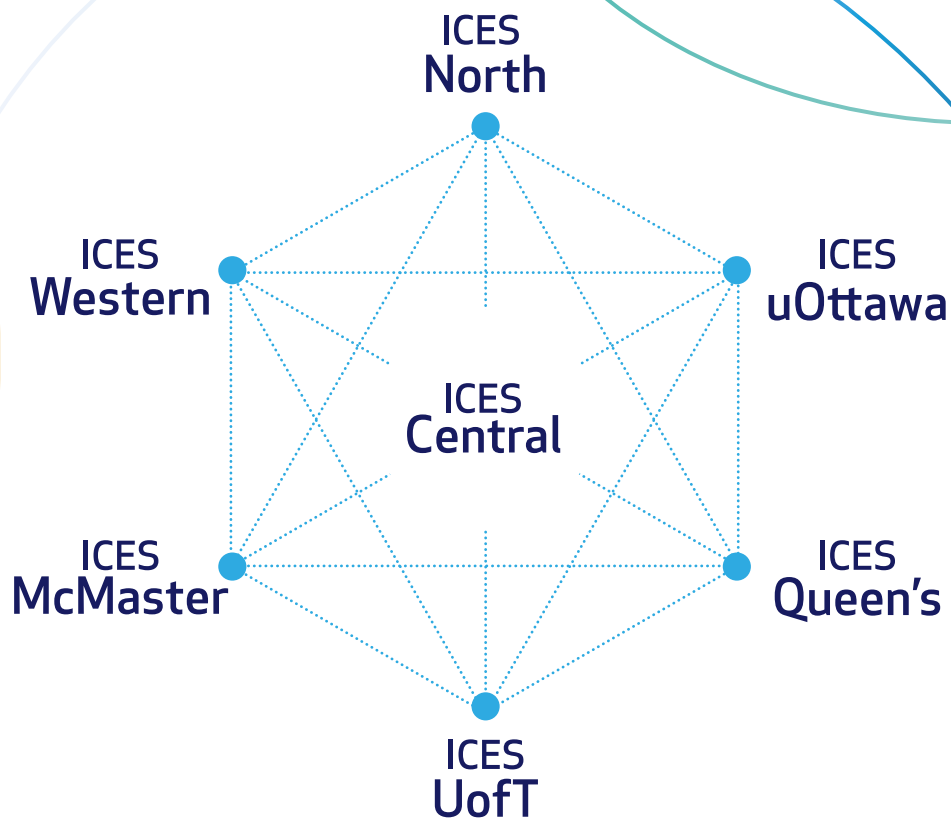 ICES
North
ICES
Western
ICES
uOttawa
ICES
Central
ICES
McMaster
ICES
Queen's
ICES
UofT